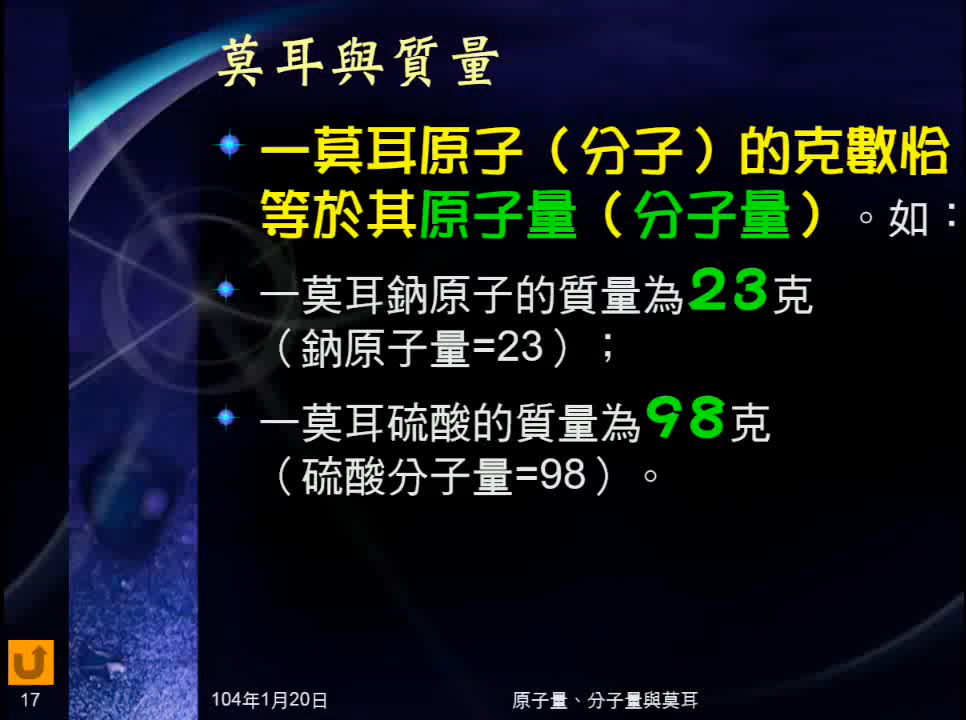 莫耳與質量
一莫耳原子（分子）的克數恰
等於其原子量（分子量）。如：
一莫耳鈉原子的質量為23克
（鈉原子量=23）；
一莫耳硫酸的質量為98克
（硫酸分子量=98）。
17
104年1月20日
原子量、分子量與莫耳